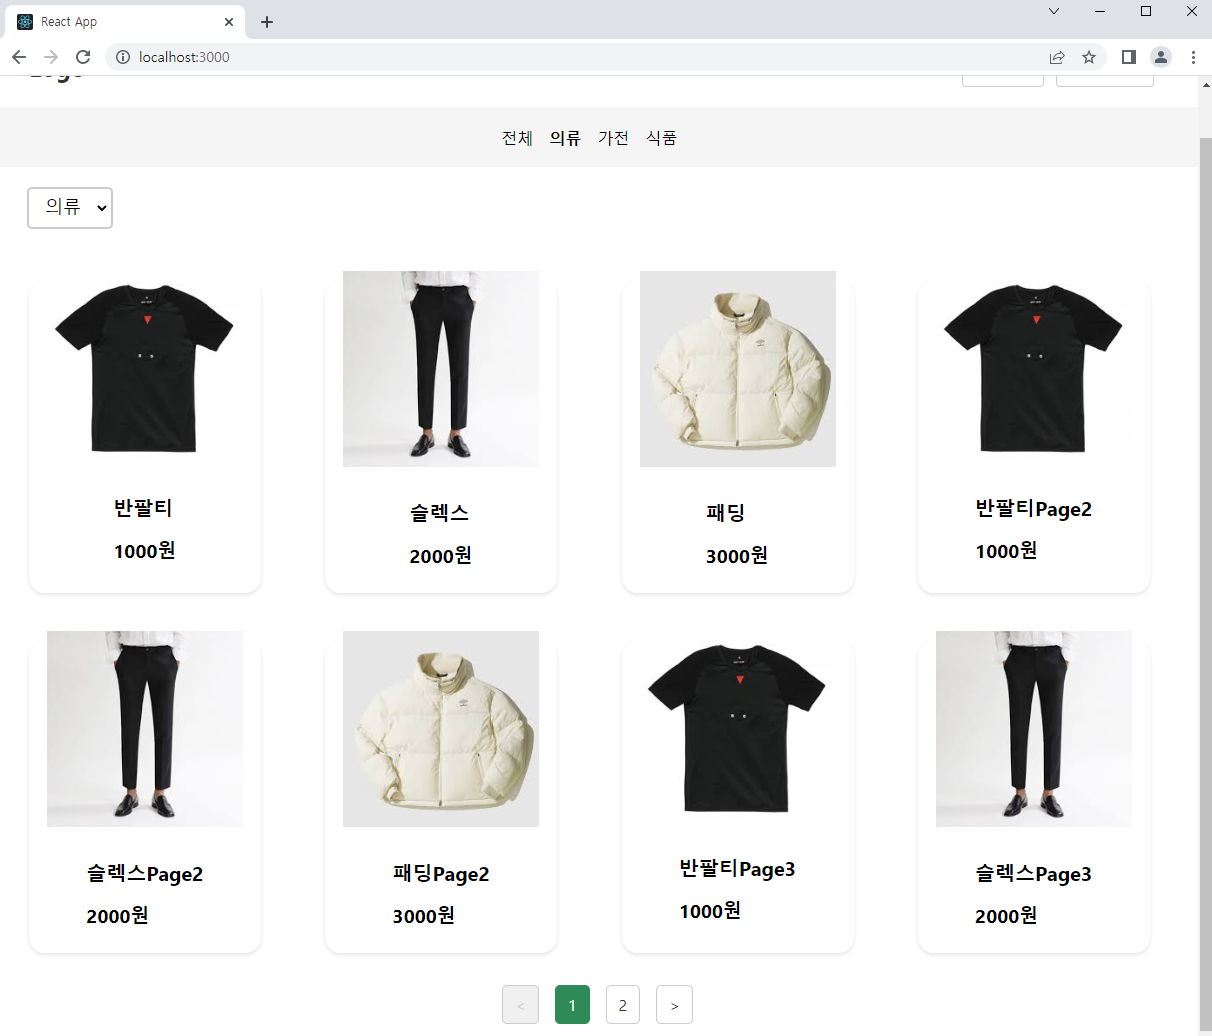 React App
localhost:3000
Logo
전체 의류 가전 식품
의류
반팔티
1000원
슬렉스
2000원
패딩
3000원
반팔티Page2
1000원
슬렉스Page2
2000원
패딩Page2
3000원
반팔티Page3
1000원
슬렉스Page3
2000원
< 1 2 >